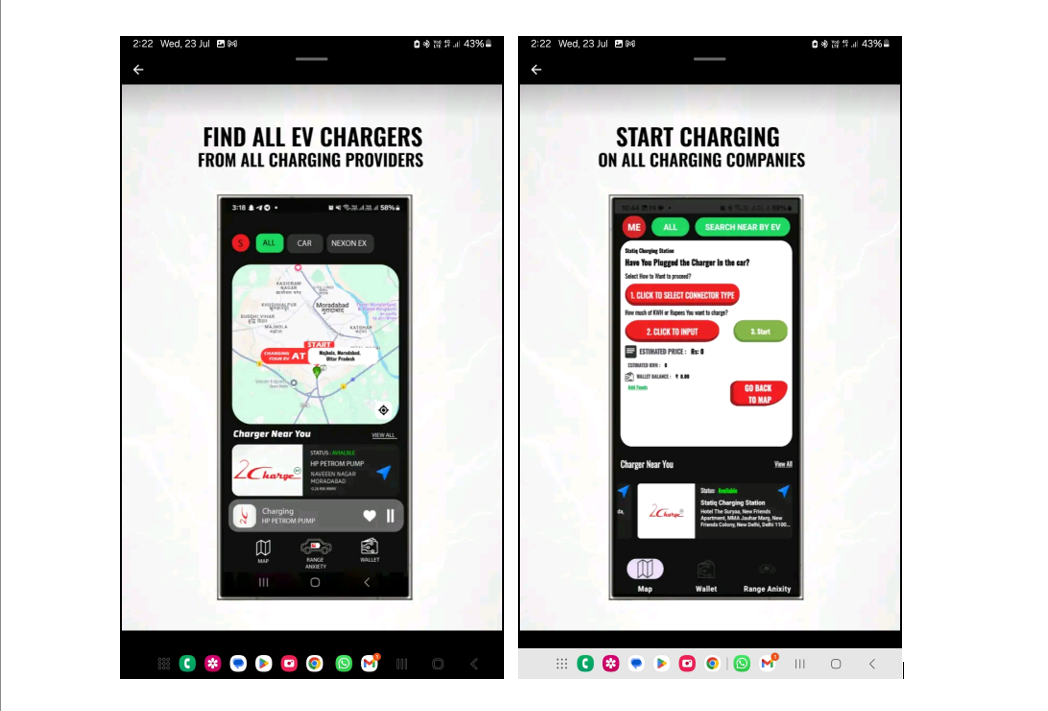 2:22 Wed, 23 Jul
43%
FIND ALL EV CHARGERS
FROM ALL CHARGING PROVIDERS
3:18
58%
S
ALL
CAR
NEXON EX
Moradabad
मुरादाबाद
MAJHOLA
START
CHARGING
YOUR EV AT
Majhola, Moradabad,
Uttar Pradesh
Charger Near You
VIEW ALL
2Charge
STATUS : AVIALBLE
HP PETROM PUMP
NAVEEEN NAGAR
MORADABAD
0.26 KM AWAY
Charging
HP PETROM PUMP
MAP
RANGE
ANXIETY
WALLET
2:22 Wed, 23 Jul
43%
START CHARGING
ON ALL CHARGING COMPANIES
ME
ALL
SEARCH NEAR BY EV
Statiq Charging Station
Have You Plugged the Charger in the car?
Select How to Want to proceed?
1. CLICK TO SELECT CONNECTOR TYPE
How much of KWH or Rupees You want to charge?
2. CLICK TO INPUT
3. Start
ESTIMATED PRICE : Rs: 0
ESTIMATED KWH : 0
WALLET BALANCE : ₹ 0.00
Add Funds
GO BACK
TO MAP
Charger Near You
View All
2Charge
Status: Available
Statiq Charging Station
Hotel The Suryaa, New Friends
Apartment, MMA Jauhar Marg, New
Friends Colony, New Delhi, Delhi 1100...
Map
Wallet
Range Anixity